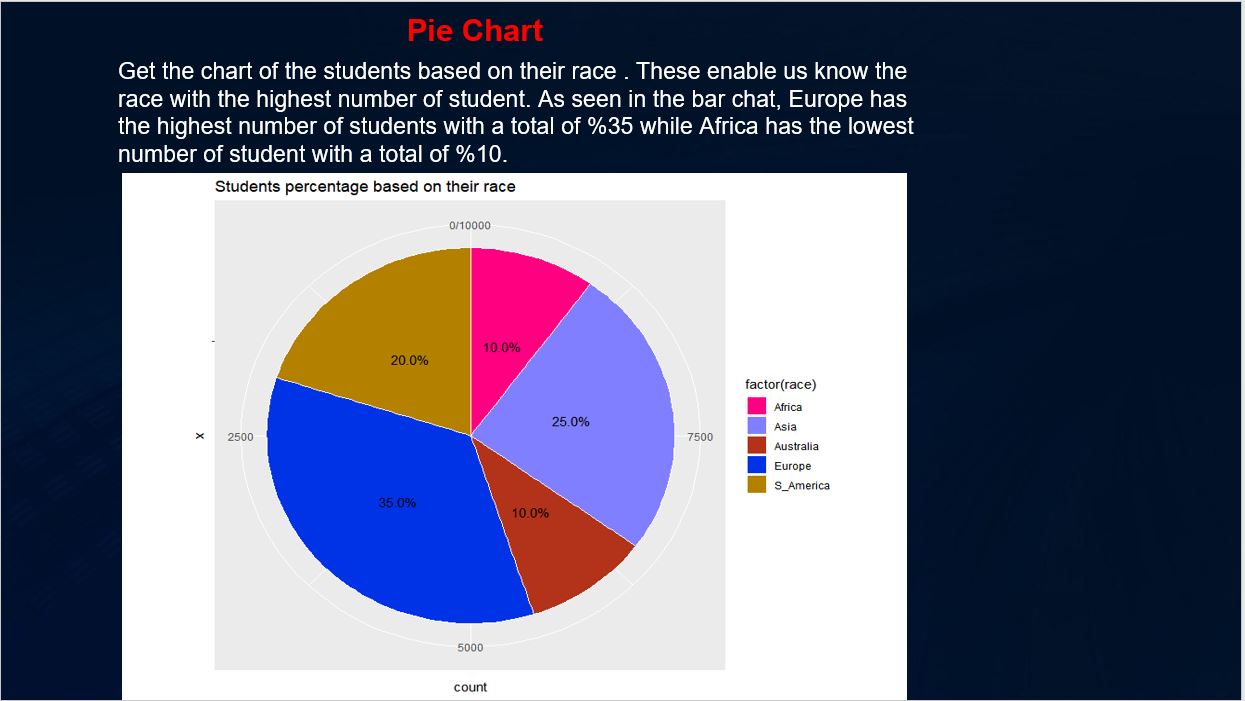 Pie Chart
Get the chart of the students based on their race . These enable us know the
race with the highest number of student. As seen in the bar chat, Europe has
the highest number of students with a total of %35 while Africa has the lowest
number of student with a total of %10.
Students percentage based on their race
0/10000
10.0%
20.0%
25.0%
x
2500
7500
35.0%
10.0%
5000
count
factor(race)
Africa
Asia
Australia
Europe
S_America